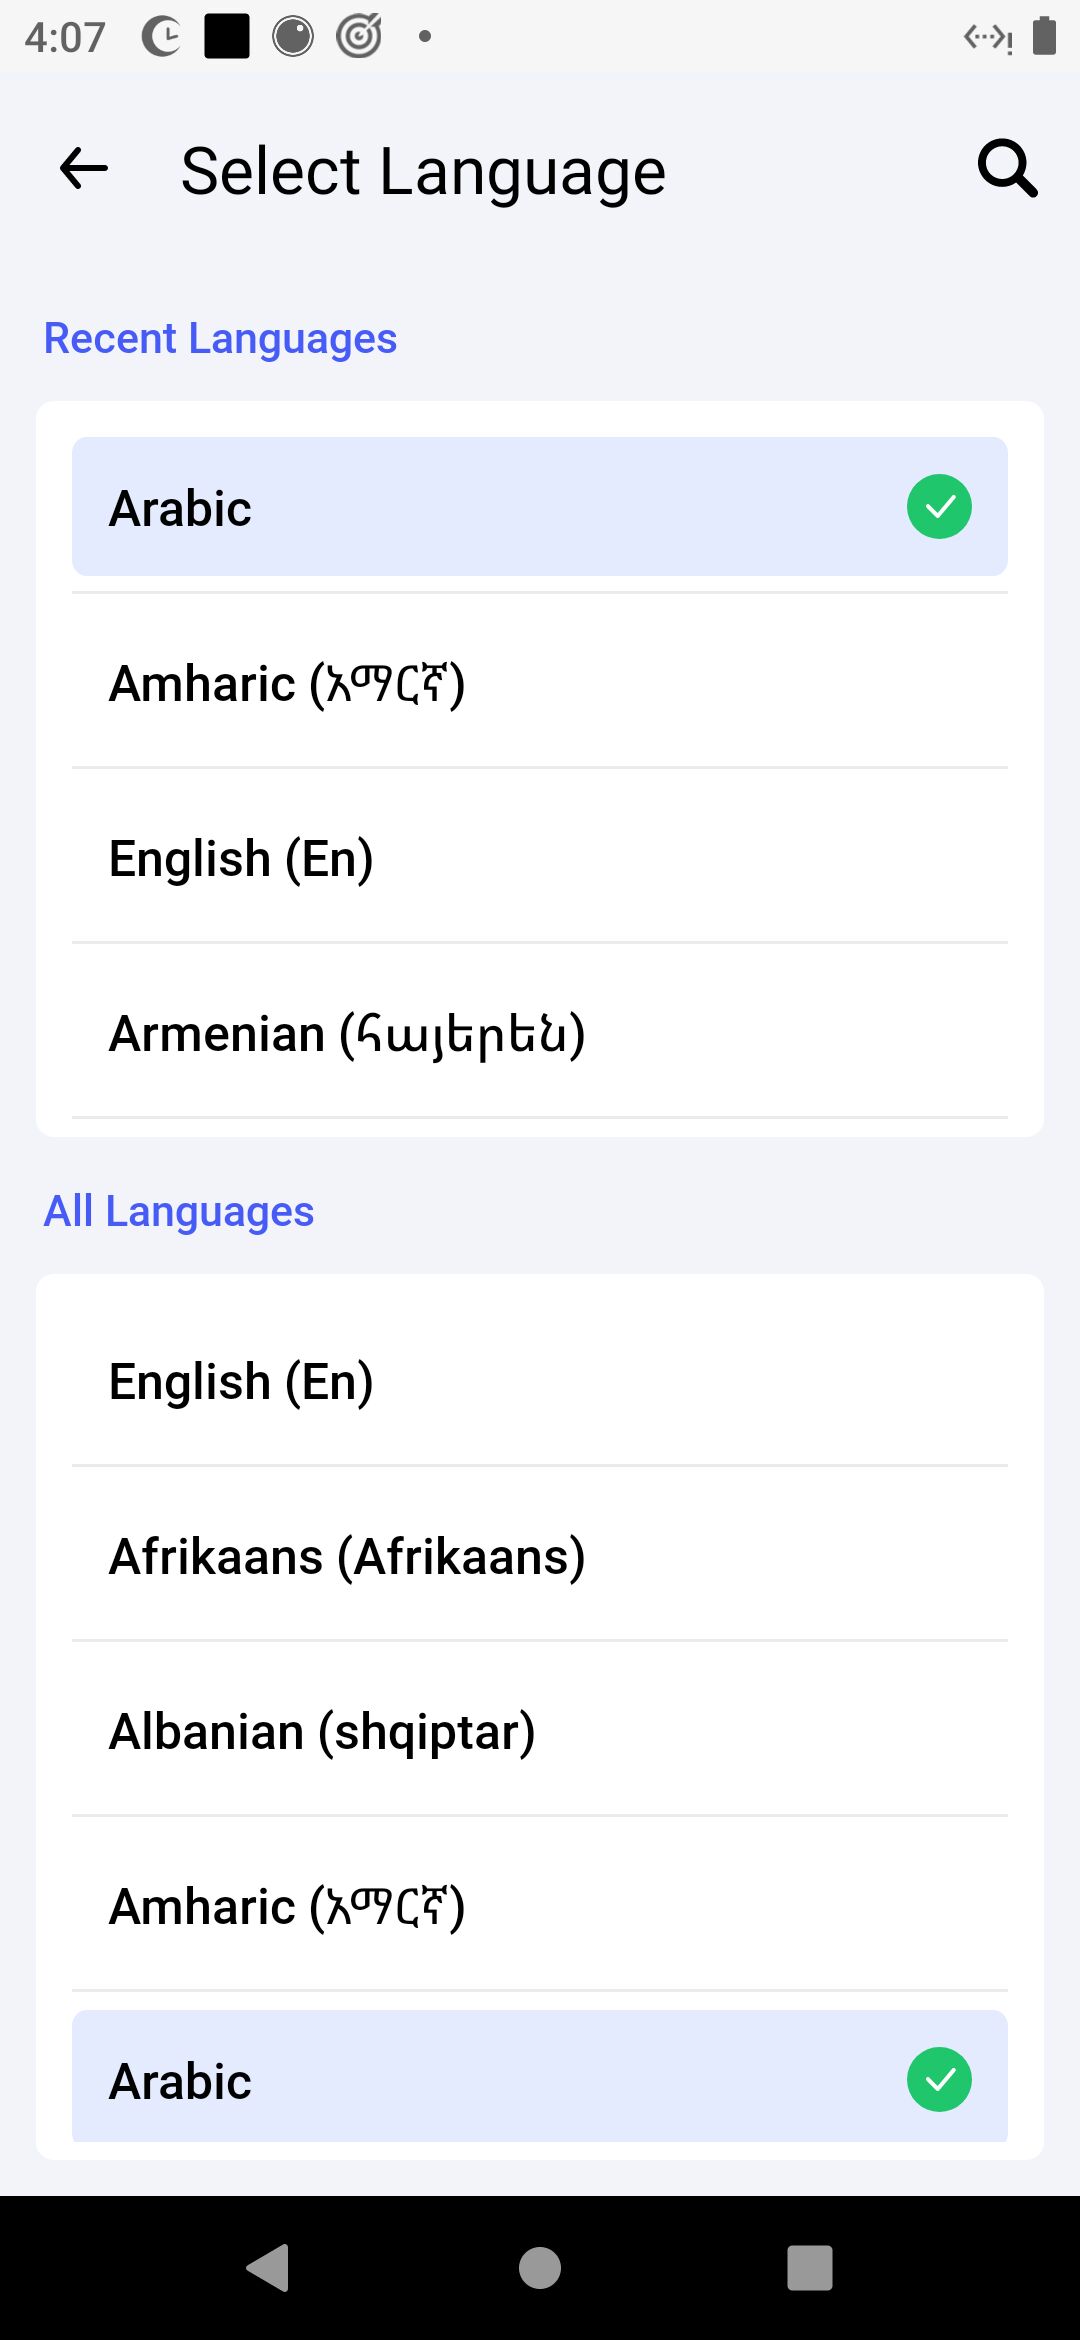 4:07
Select Language
Recent Languages
Arabic
Amharic (አማርኛ)
English (En)
Armenian (հայերեն)
All Languages
English (En)
Afrikaans (Afrikaans)
Albanian (shqiptar)
Amharic (አማርኛ)
Arabic